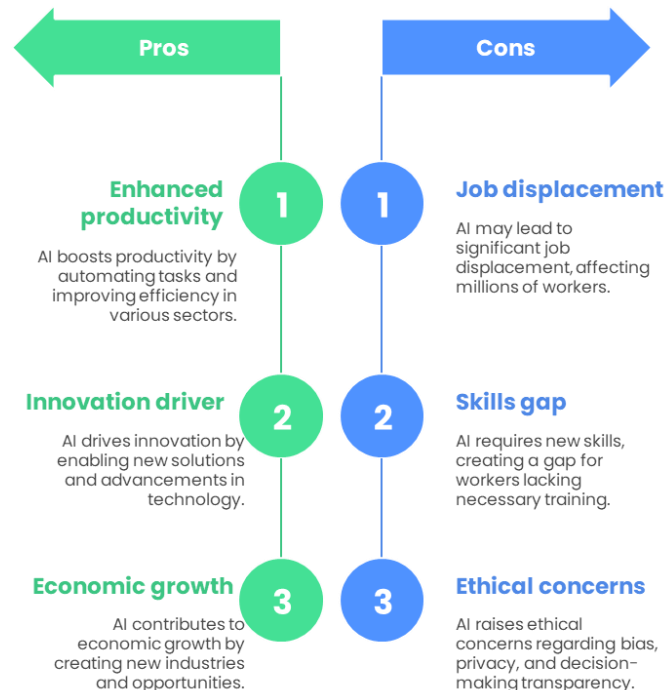 Pros
Cons
Enhanced
productivity
1
AI boosts productivity by
automating tasks and
improving efficiency in
various sectors.
1
Job displacement
AI may lead to
significant job
displacement, affecting
millions of workers.
Innovation driver
2
AI drives innovation by
enabling new solutions
and advancements in
technology.
2
Skills gap
AI requires new skills,
creating a gap for
workers lacking
necessary training.
Economic growth
3
AI contributes to
economic growth by
creating new industries
and opportunities.
3
Ethical concerns
AI raises ethical
concerns regarding bias,
privacy, and decision-
making transparency.